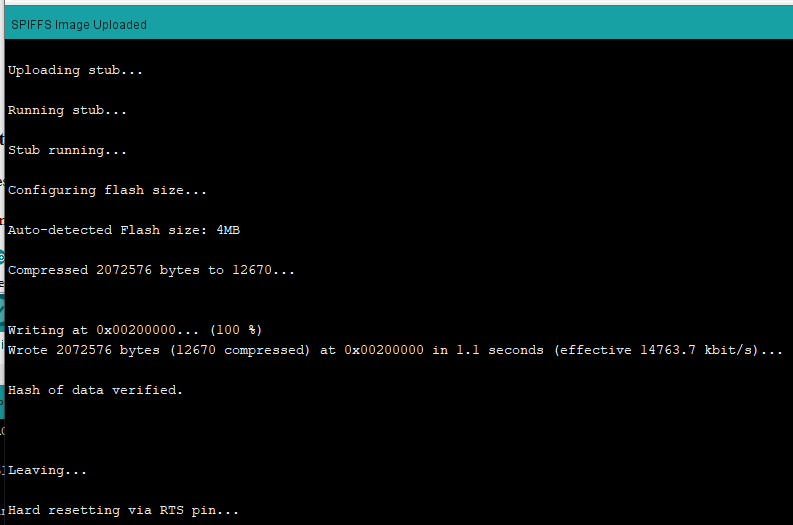 SPIFFS Image Uploaded
Uploading stub...
Running stub...
Stub running...
Configuring flash size...
Auto-detected Flash size: 4MB
Compressed 2072576 bytes to 12670...
Writing at 0x00200000... (100 %)
Wrote 2072576 bytes (12670 compressed) at 0x00200000 in 1.1 seconds (effective 14763.7 kbit/s)...
Hash of data verified.
Leaving...
Hard resetting via RTS pin...